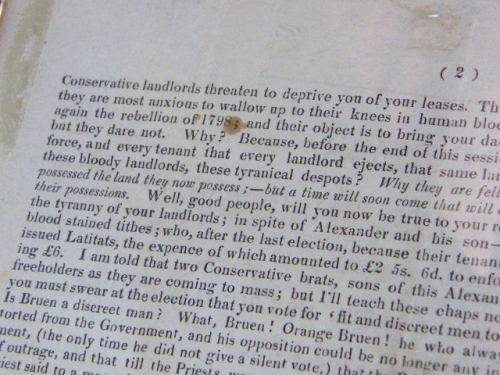 ( 2 )
Conservative landlords threaten to deprive you of your leases. Th
they are most anxious to wallow up to their knees in human bloo
again the rebellion of 1798, and their object is to bring your da
but they dare not. Why? Because, before the end of this sessi
force, and every tenant that every landlord ejects, that same lan
these bloody landlords, these tyranical despots? Why they are fel
possessed the land they now possess;—but a time will soon come that will
their possessions. Well, good people, will you now be true to your re
the tyranny of your landlords; in spite of Alexander and his son—
blood stained tithes; who, after the last election, because their tenan
issued Latitats, the expence of which amounted to £2 5s. 6d. to enfo
ing £6. I am told that two Conservative brats, sons of this Alexan
freeholders as they are coming to mass; but I'll teach these chaps no
you must swear at the election that you vote for 'fit and discreet men to
Is Bruen a discreet man? What, Bruen! Orange Bruen! he who alwa
torted from the Government, and his opposition could be no longer any in
ment, (the only time he did not give a silent vote,) that the
of outrage, and that till the Priests
iest said to a